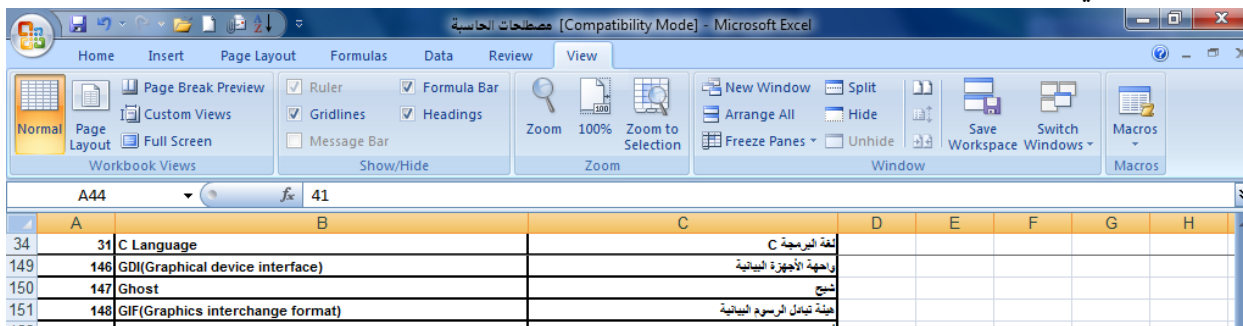 مصطلحات الحاسبة [Compatibility Mode] - Microsoft Excel
Home Insert Page Layout Formulas Data Review View
Normal Page Layout Page Break Preview Custom Views Full Screen
Workbook Views
Ruler Formula Bar
Gridlines Headings
Message Bar
Show/Hide
Zoom 100% Zoom to Selection
Zoom
New Window Split
Arrange All Hide
Freeze Panes Unhide
Save Workspace Switch Windows
Window
Macros
Macros
A44 fx 41
A B C D E F G H
34 31 C Language لغة البرمجة C
149 146 GDI(Graphical device interface) واجهة الأجهزة البيانية
150 147 Ghost شبح
151 148 GIF(Graphics interchange format) هيئة تبادل الرسوم البيانية